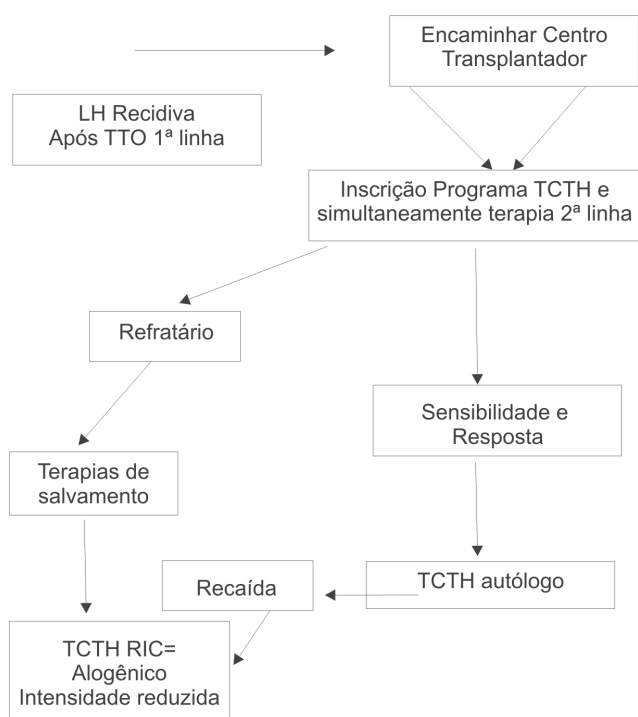 Encaminhar Centro
Transplantador
LH Recidiva
Após TTO 1ª linha
Inscrição Programa TCTH e
simultaneamente terapia 2ª linha
Refratário
Sensibilidade e
Resposta
Terapias de
salvamento
Recaída
TCTH autólogo
TCTH RIC=
Alogênico
Intensidade reduzida